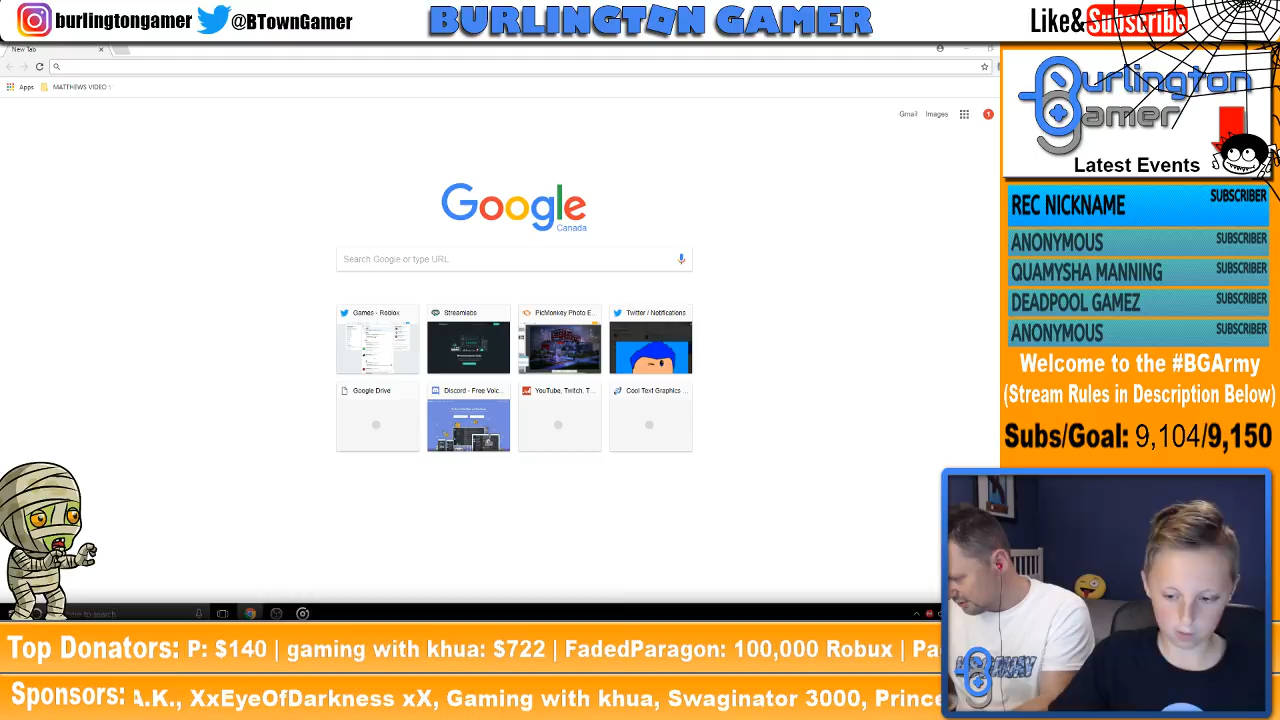 burlingtongamer @BTownGamer BURLINGTON GAMER Like& Subscribe
New Tab
Apps MATTHEWS VIDEO
Gmail Images 1
Google
Canada
Search Google or type URL
Games - Roblox Streamlabs PicMonkey Photo E... Twitter / Notifications
Google Drive Discord - Free Voic... YouTube, Twitch, T... Cool Text Graphics ...
Burlington
Gamer
Latest Events
REC NICKNAME SUBSCRIBER
ANONYMOUS SUBSCRIBER
QUAMYSHA MANNING SUBSCRIBER
DEADPOOL GAMEZ SUBSCRIBER
ANONYMOUS SUBSCRIBER
Welcome to the #BGArmy
(Stream Rules in Description Below)
Subs/Goal: 9,104/9,150
here to search
Top Donators: P: $140 | gaming with khua: $722 | FadedParagon: 100,000 Robux | Pa
Sponsors: A.K., XxEyeOfDarkness xX, Gaming with khua, Swaginator 3000, Prince